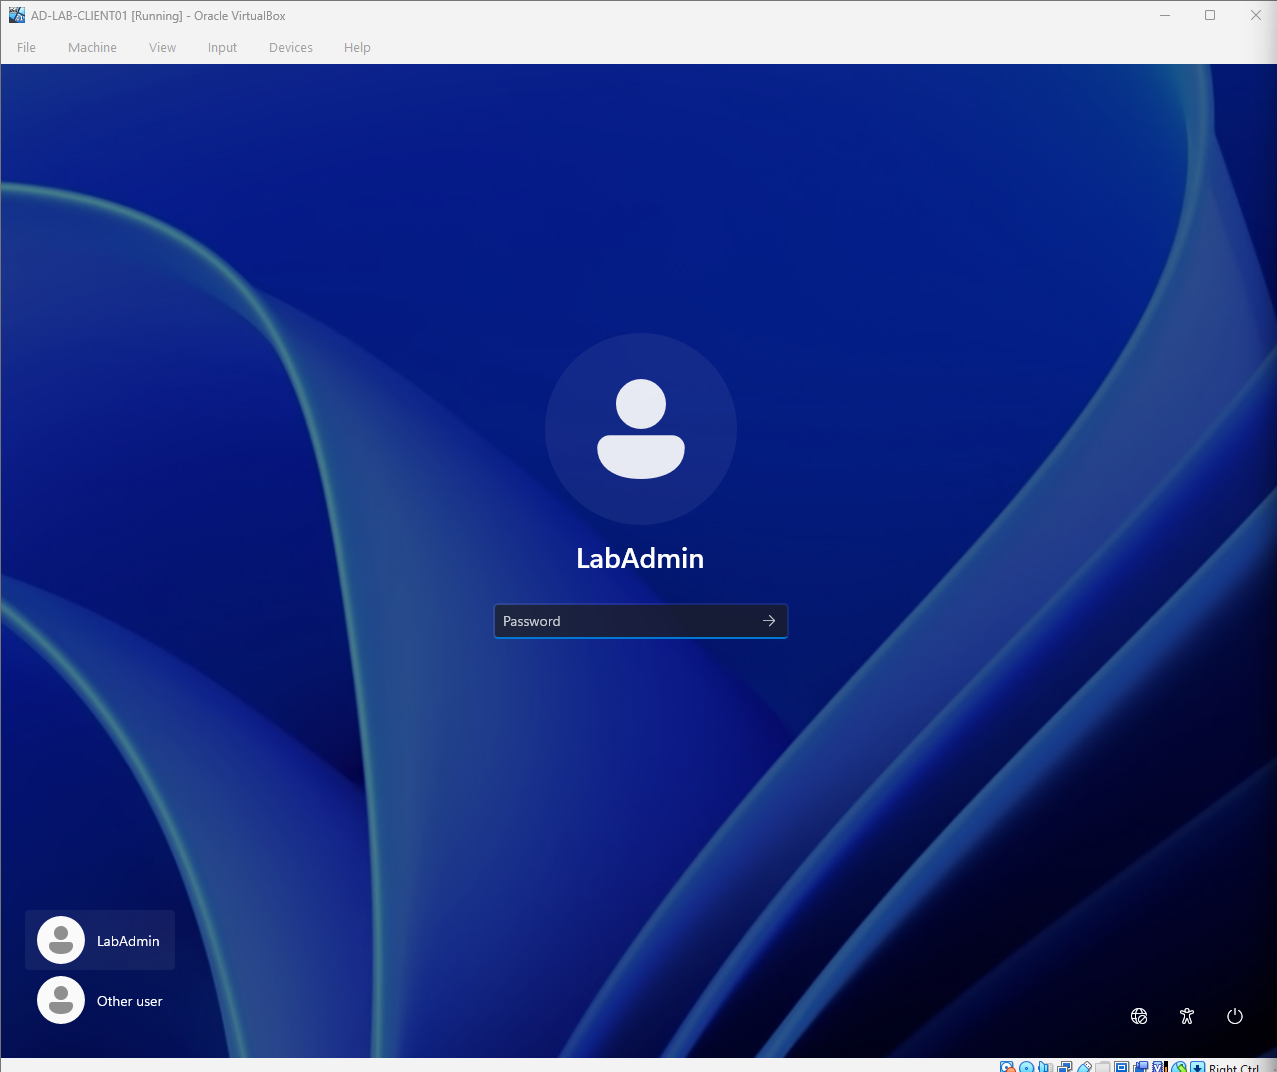 AD-LAB-CLIENT01 [Running] - Oracle VirtualBox
File Machine View Input Devices Help
LabAdmin
Password
LabAdmin
Other user
Right Ctrl